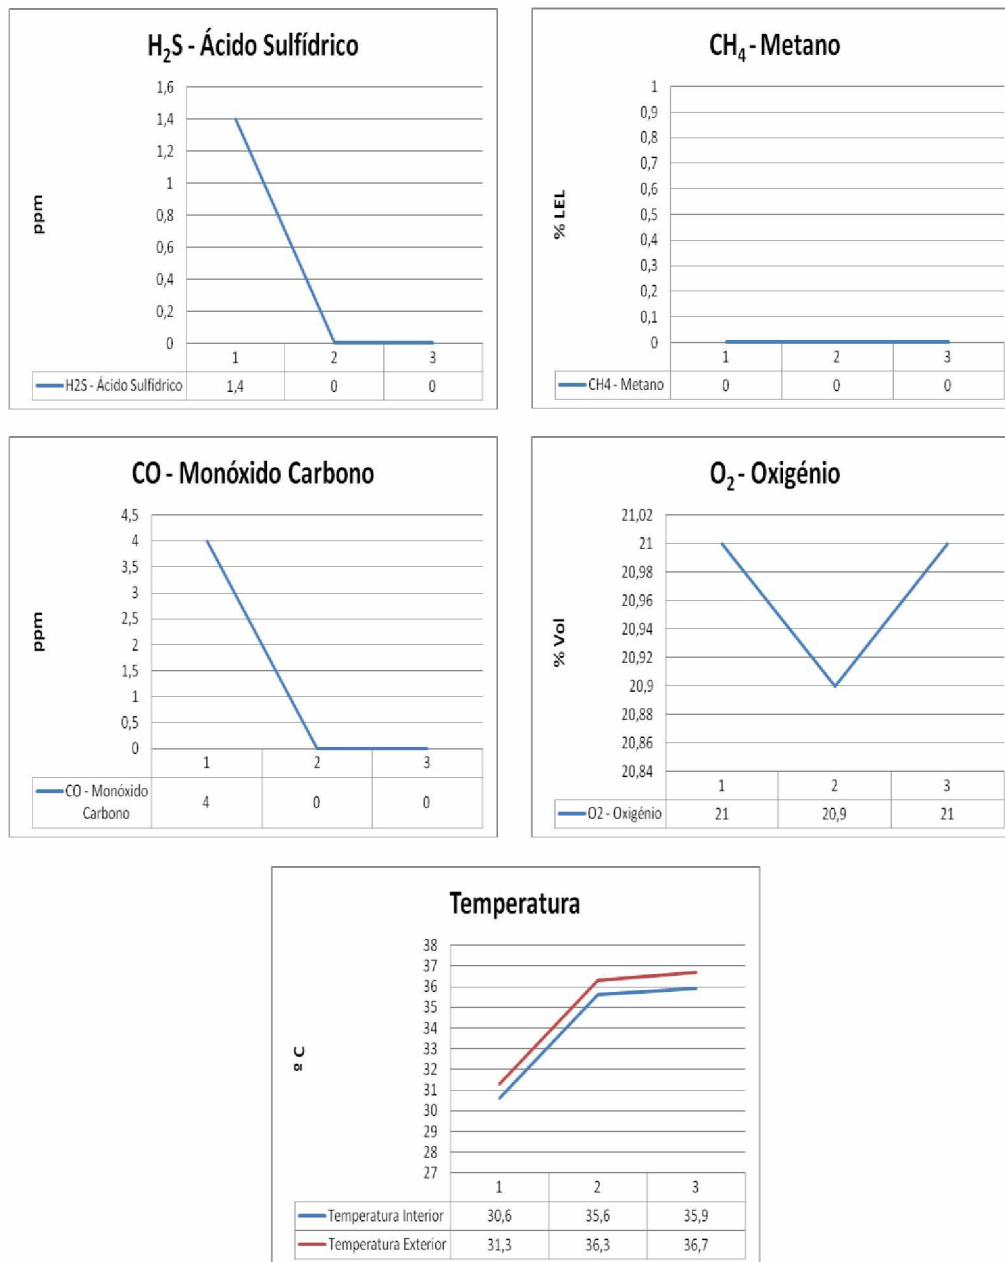 H₂S - Ácido Sulfídrico
1,6
1,4
1,2
1
0,8
0,6
0,4
0,2
0
ppm
1 2 3
H2S - Ácido Sulfídrico 1,4 0 0
CH₄ - Metano
1
0,9
0,8
0,7
0,6
0,5
0,4
0,3
0,2
0,1
0
% LEL
1 2 3
CH4 - Metano 0 0 0
CO - Monóxido Carbono
4,5
4
3,5
3
2,5
2
1,5
1
0,5
0
ppm
1 2 3
CO - Monóxido
Carbono 4 0 0
O₂ - Oxigénio
21,02
21
20,98
20,96
20,94
20,92
20,9
20,88
20,86
20,84
% Vol
1 2 3
O2 - Oxigénio 21 20,9 21
Temperatura
38
37
36
35
34
33
32
31
30
29
28
27
º C
1 2 3
Temperatura Interior 30,6 35,6 35,9
Temperatura Exterior 31,3 36,3 36,7